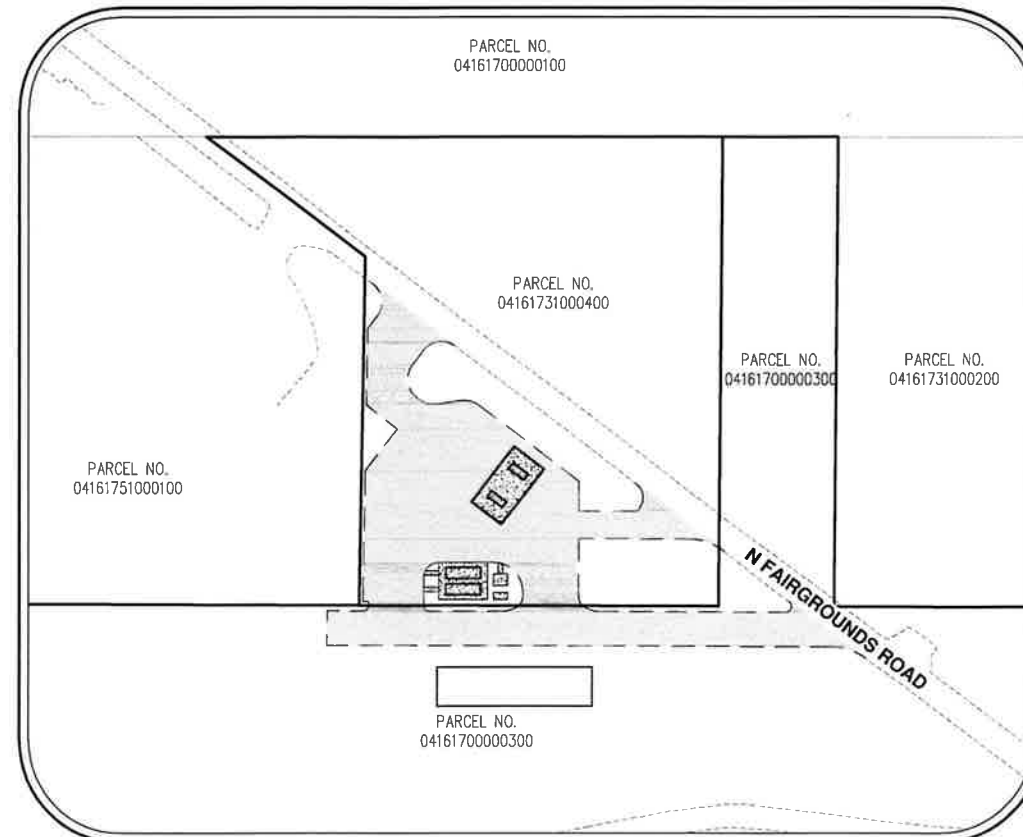 PARCEL NO.
04161700000100
PARCEL NO.
04161731000400
PARCEL NO.
04161700000300
PARCEL NO.
04161731000200
PARCEL NO.
04161751000100
N FAIRGROUNDS ROAD
PARCEL NO.
04161700000300